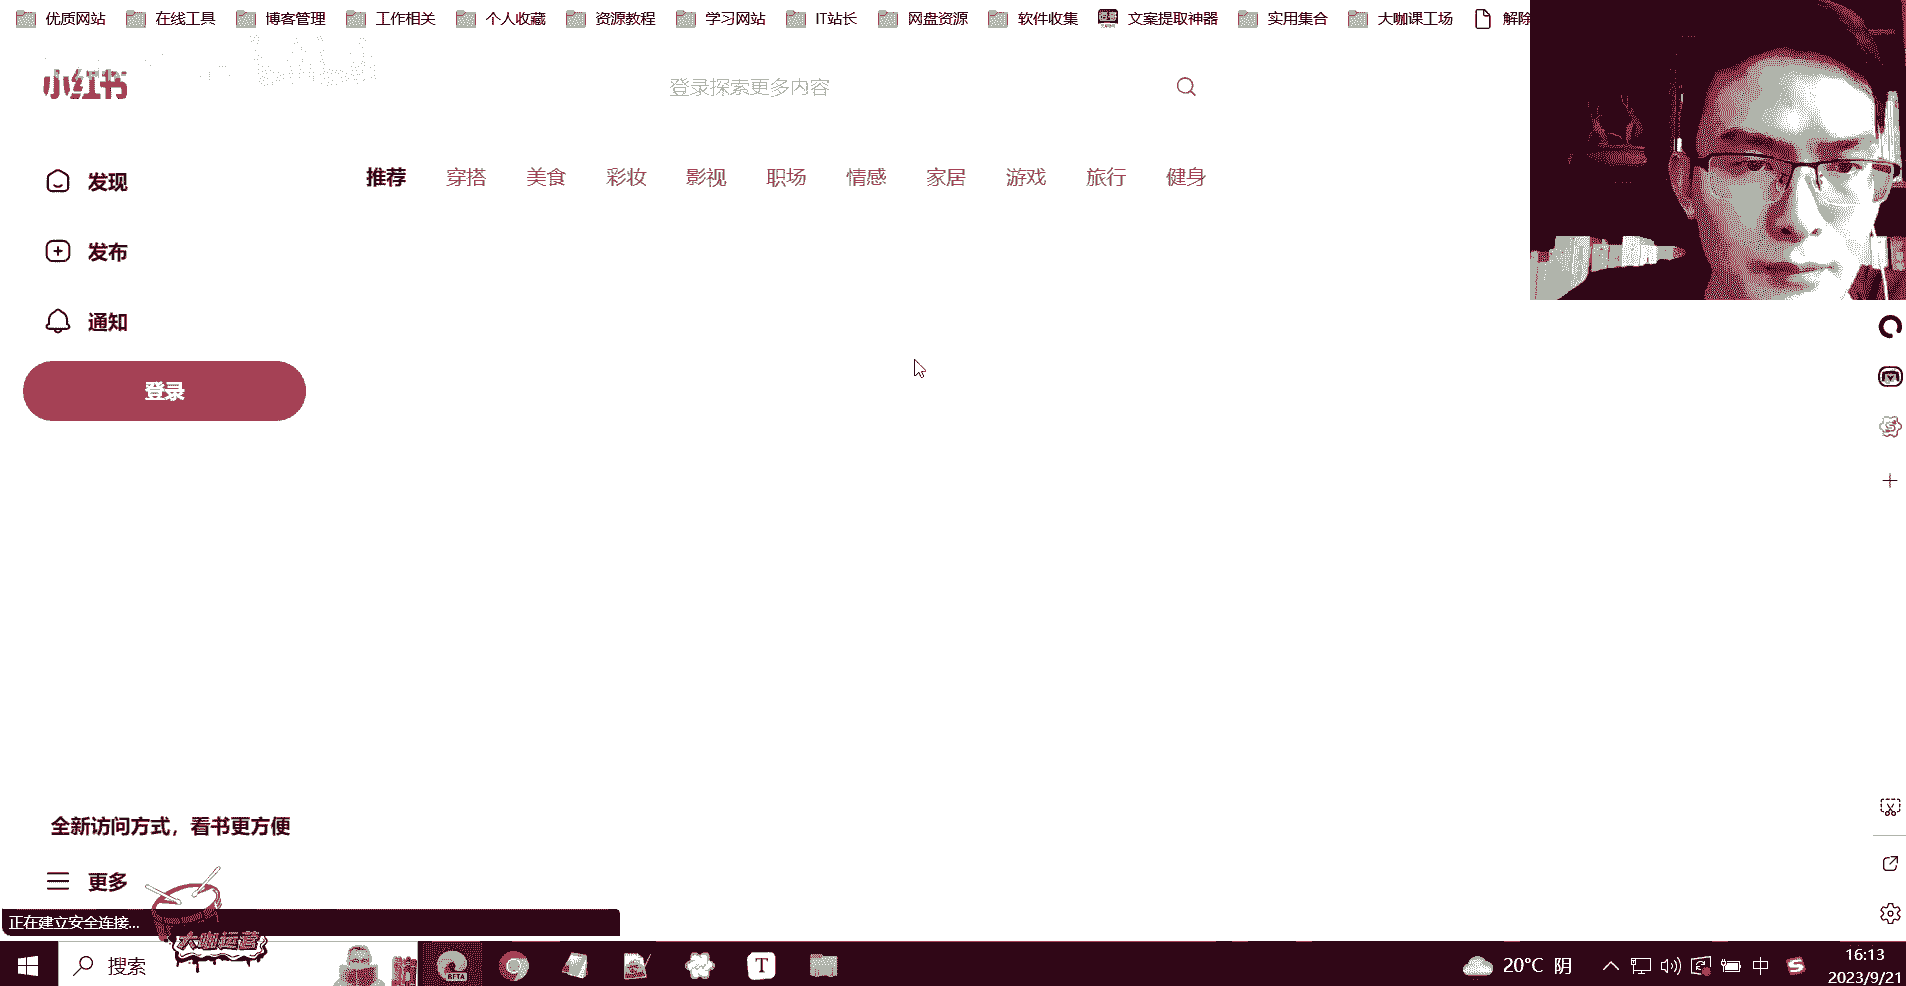 优质网站 在线工具 博客管理 工作相关 个人收藏 资源教程 学习网站 IT站长 网盘资源 软件收集 文案提取神器 实用集合 大咖课工场 解除
小红书
登录探索更多内容
推荐 穿搭 美食 彩妆 影视 职场 情感 家居 游戏 旅行 健身
发现
发布
通知
登录
全新访问方式，看书更方便
更多
正在建立安全连接...
大咖运营
搜索
BETA
T
20°C 阴
中
S
16:13
2023/9/21